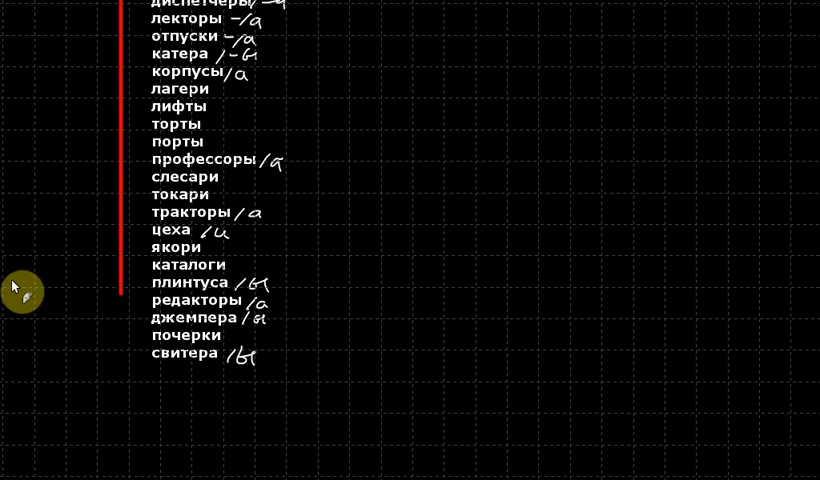 диспетчеры/-а
лекторы -/а
отпуски -/а
катера /-ы
корпусы/а
лагери
лифты
торты
порты
профессоры/а
слесари
токари
тракторы/а
цеха /и
якори
каталоги
плинтуса /ы
редакторы/а
джемпера/ы
почерки
свитера /ы